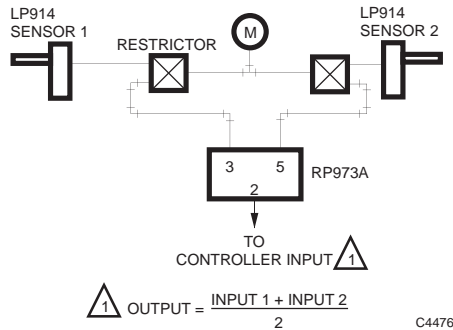 LP914
SENSOR 1
RESTRICTOR
M
LP914
SENSOR 2
3 5
2
RP973A
TO
CONTROLLER INPUT 1
1 OUTPUT = INPUT 1 + INPUT 2
2
C4476